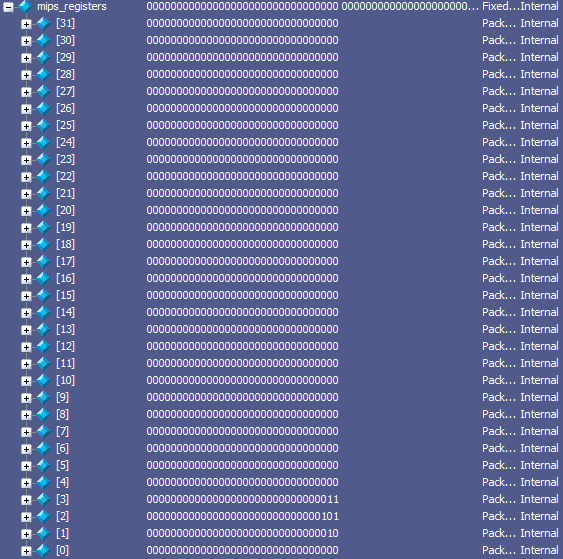 mips_registers 00000000000000000000000000000000 000000000000000000000... Fixed... Internal
[31] 00000000000000000000000000000000 Pack... Internal
[30] 00000000000000000000000000000000 Pack... Internal
[29] 00000000000000000000000000000000 Pack... Internal
[28] 00000000000000000000000000000000 Pack... Internal
[27] 00000000000000000000000000000000 Pack... Internal
[26] 00000000000000000000000000000000 Pack... Internal
[25] 00000000000000000000000000000000 Pack... Internal
[24] 00000000000000000000000000000000 Pack... Internal
[23] 00000000000000000000000000000000 Pack... Internal
[22] 00000000000000000000000000000000 Pack... Internal
[21] 00000000000000000000000000000000 Pack... Internal
[20] 00000000000000000000000000000000 Pack... Internal
[19] 00000000000000000000000000000000 Pack... Internal
[18] 00000000000000000000000000000000 Pack... Internal
[17] 00000000000000000000000000000000 Pack... Internal
[16] 00000000000000000000000000000000 Pack... Internal
[15] 00000000000000000000000000000000 Pack... Internal
[14] 00000000000000000000000000000000 Pack... Internal
[13] 00000000000000000000000000000000 Pack... Internal
[12] 00000000000000000000000000000000 Pack... Internal
[11] 00000000000000000000000000000000 Pack... Internal
[10] 00000000000000000000000000000000 Pack... Internal
[9] 00000000000000000000000000000000 Pack... Internal
[8] 00000000000000000000000000000000 Pack... Internal
[7] 00000000000000000000000000000000 Pack... Internal
[6] 00000000000000000000000000000000 Pack... Internal
[5] 00000000000000000000000000000000 Pack... Internal
[4] 00000000000000000000000000000000 Pack... Internal
[3] 00000000000000000000000000000011 Pack... Internal
[2] 00000000000000000000000000000101 Pack... Internal
[1] 00000000000000000000000000000010 Pack... Internal
[0] 00000000000000000000000000000000 Pack... Internal